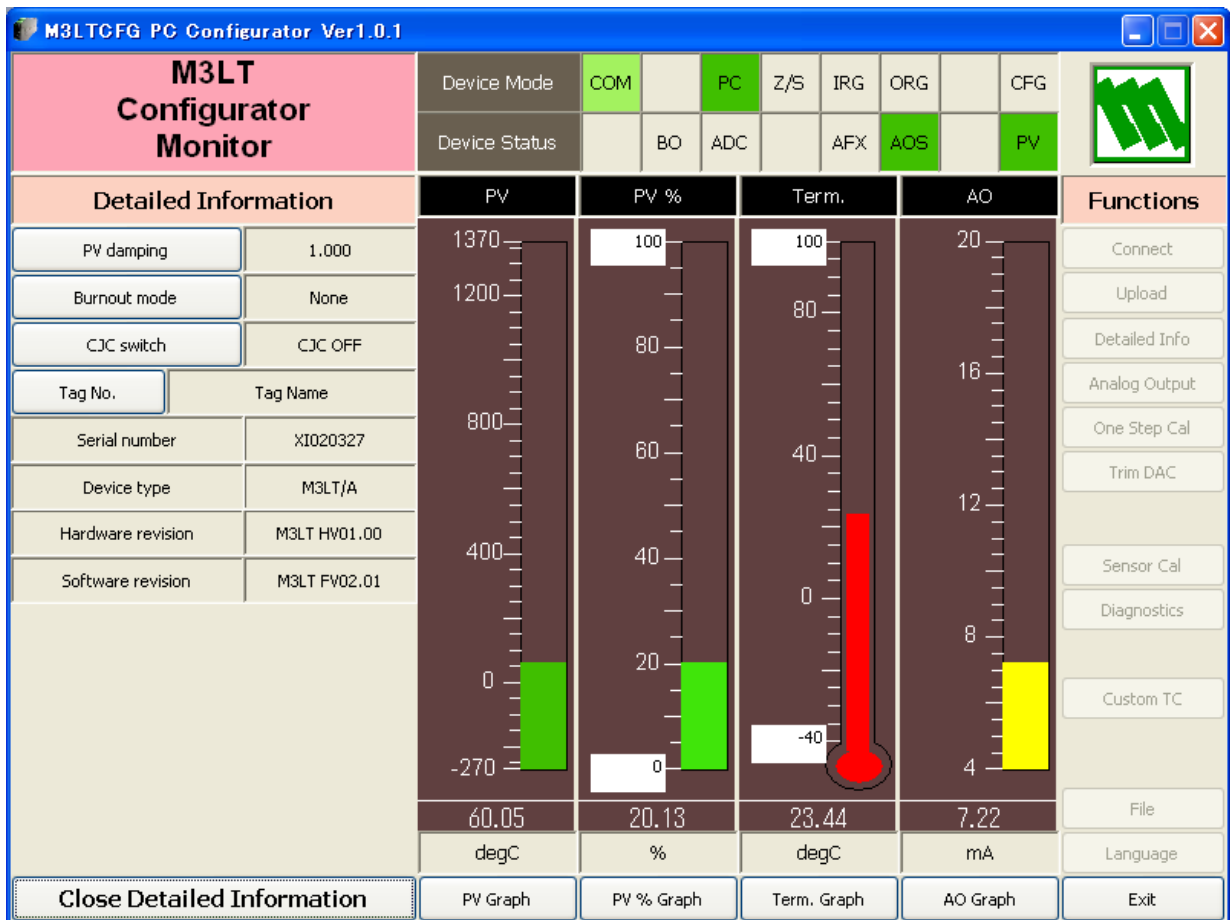 M3LTCFG PC Configurator Ver1.0.1
M3LT
Configurator
Monitor
Device Mode COM PC Z/S IRG ORG CFG
Device Status BO ADC AFX AOS PV
Detailed Information
PV damping 1.000
Burnout mode None
CJC switch CJC OFF
Tag No. Tag Name
Serial number XI020327
Device type M3LT/A
Hardware revision M3LT HV01.00
Software revision M3LT FV02.01
Close Detailed Information
PV
1370
1200
800
400
0
-270
60.05
degC
PV Graph
PV %
100
80
60
40
20
0
20.13
%
PV % Graph
Term.
100
80
40
0
-40
23.44
degC
Term. Graph
AO
20
16
12
8
4
7.22
mA
AO Graph
Functions
Connect
Upload
Detailed Info
Analog Output
One Step Cal
Trim DAC
Sensor Cal
Diagnostics
Custom TC
File
Language
Exit